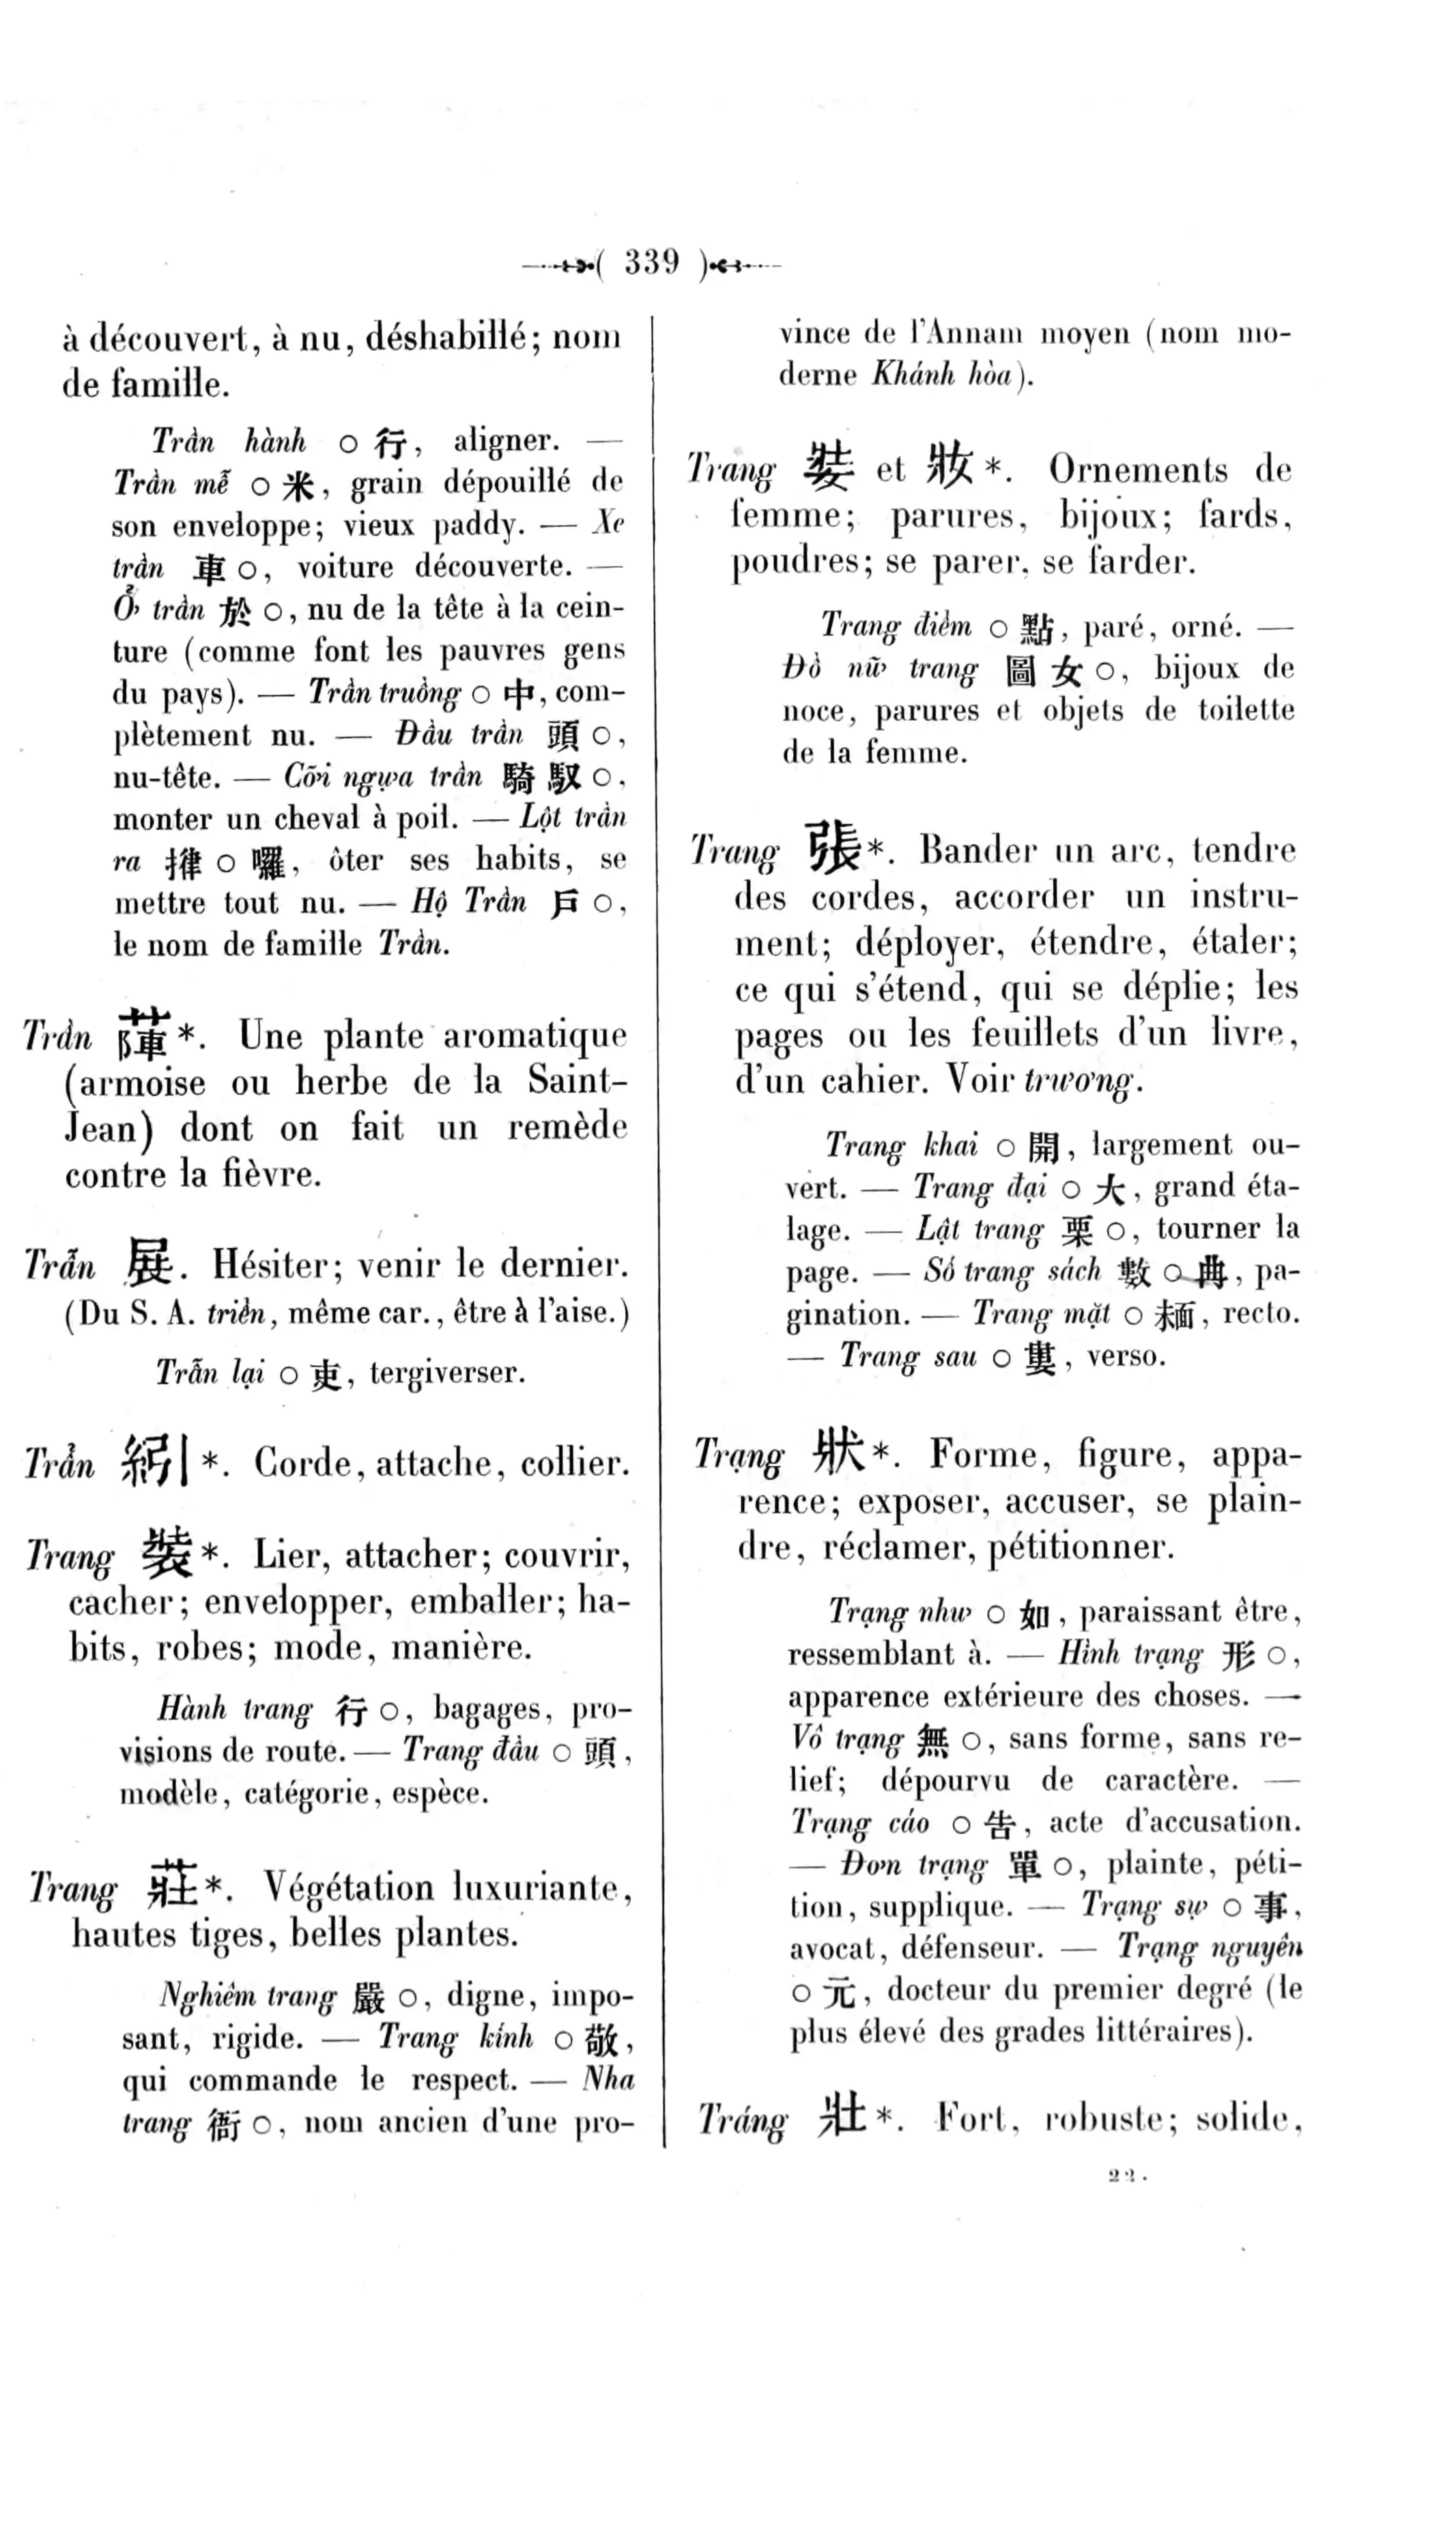 ( 339 )
à découvert, à nu, déshabillé; nom
de famille.
Trần hành ○ 行, aligner. —
Trần mễ ○ 米, grain dépouillé de
son enveloppe; vieux paddy. — Xe
trần 車 ○, voiture découverte. —
Ở trần 於 ○, nu de la tête à la cein-
ture (comme font les pauvres gens
du pays). — Trần truồng ○ 中, com-
plètement nu. — Đầu trần 頭 ○,
nu-tête. — Cỡi ngựa trần 騎 馭 ○,
monter un cheval à poil. — Lột trần
ra 㨷 ○ 囉, ôter ses habits, se
mettre tout nu. — Hộ Trần 戶 ○,
le nom de famille Trần.
Trần 蔯*. Une plante aromatique
(armoise ou herbe de la Saint-
Jean) dont on fait un remède
contre la fièvre.
Trẫn 展. Hésiter; venir le dernier.
(Du S. A. triển, même car., être à l'aise.)
Trẫn lại ○ 吏, tergiverser.
Trẩn 紖*. Corde, attache, collier.
Trang 裝*. Lier, attacher; couvrir,
cacher; envelopper, emballer; ha-
bits, robes; mode, manière.
Hành trang 行 ○, bagages, pro-
visions de route. — Trang đầu ○ 頭,
modèle, catégorie, espèce.
Trang 莊*. Végétation luxuriante,
hautes tiges, belles plantes.
Nghiêm trang 嚴 ○, digne, impo-
sant, rigide. — Trang kính ○ 敬,
qui commande le respect. — Nha
trang 衙 ○, nom ancien d'une pro-
vince de l'Annam moyen (nom mo-
derne Khánh hòa).
Trang 娤 et 妝*. Ornements de
femme; parures, bijoux; fards,
poudres; se parer, se farder.
Trang điểm ○ 點, paré, orné. —
Đồ nữ trang 圖 女 ○, bijoux de
noce, parures et objets de toilette
de la femme.
Trang 張*. Bander un arc, tendre
des cordes, accorder un instru-
ment; déployer, étendre, étaler;
ce qui s'étend, qui se déplie; les
pages ou les feuillets d'un livre,
d'un cahier. Voir trương.
Trang khai ○ 開, largement ou-
vert. — Trang đại ○ 大, grand éta-
lage. — Lật trang 栗 ○, tourner la
page. — Số trang sách 數 ○ 冊, pa-
gination. — Trang mặt ○ 𩈘, recto.
— Trang sau ○ 婁, verso.
Trạng 狀*. Forme, figure, appa-
rence; exposer, accuser, se plain-
dre, réclamer, pétitionner.
Trạng như ○ 如, paraissant être,
ressemblant à. — Hình trạng 形 ○,
apparence extérieure des choses. —
Vô trạng 無 ○, sans forme, sans re-
lief; dépourvu de caractère. —
Trạng cáo ○ 告, acte d'accusation.
— Đơn trạng 單 ○, plainte, péti-
tion, supplique. — Trạng sự ○ 事,
avocat, défenseur. — Trạng nguyên
○ 元, docteur du premier degré (le
plus élevé des grades littéraires).
Tráng 壯*. Fort, robuste; solide,
22.